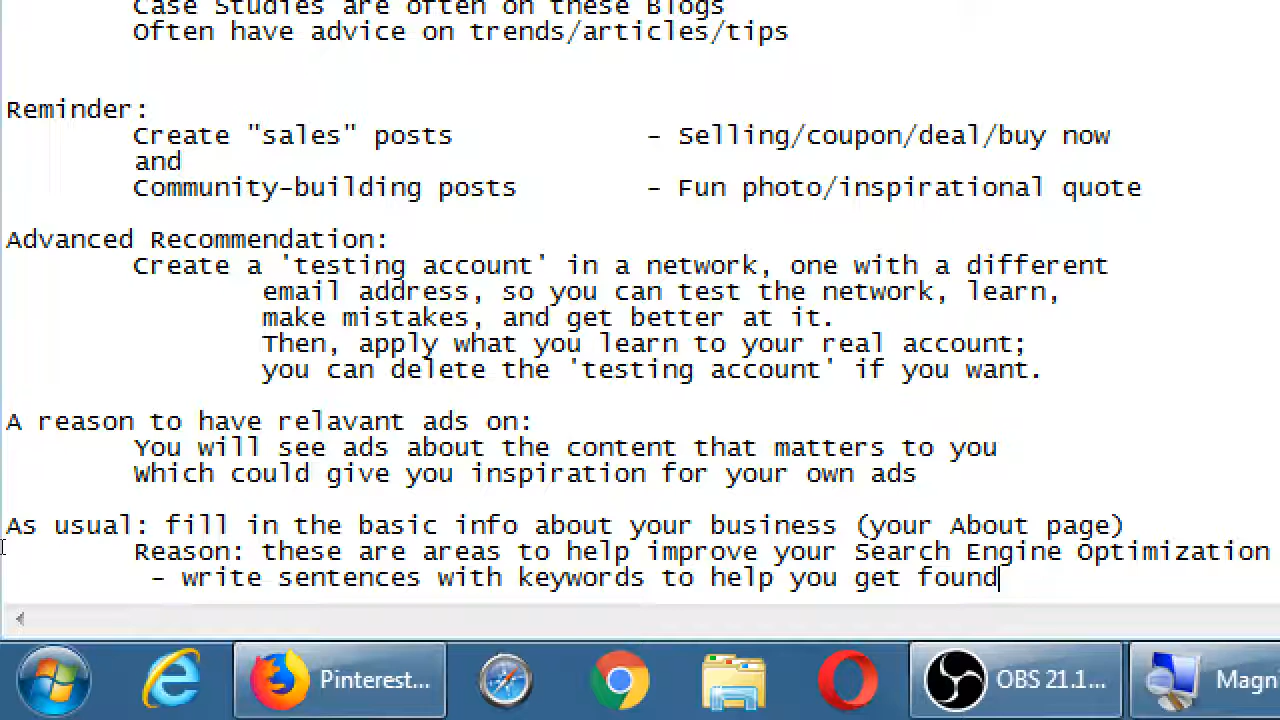 Case Studies are often on these Blogs
Often have advice on trends/articles/tips
Reminder:
Create "sales" posts - Selling/coupon/deal/buy now
and
Community-building posts - Fun photo/inspirational quote
Advanced Recommendation:
Create a 'testing account' in a network, one with a different
email address, so you can test the network, learn,
make mistakes, and get better at it.
Then, apply what you learn to your real account;
you can delete the 'testing account' if you want.
A reason to have relavant ads on:
You will see ads about the content that matters to you
Which could give you inspiration for your own ads
As usual: fill in the basic info about your business (your About page)
Reason: these are areas to help improve your Search Engine Optimization
- write sentences with keywords to help you get found
Pinterest... OBS 21.1... Magn